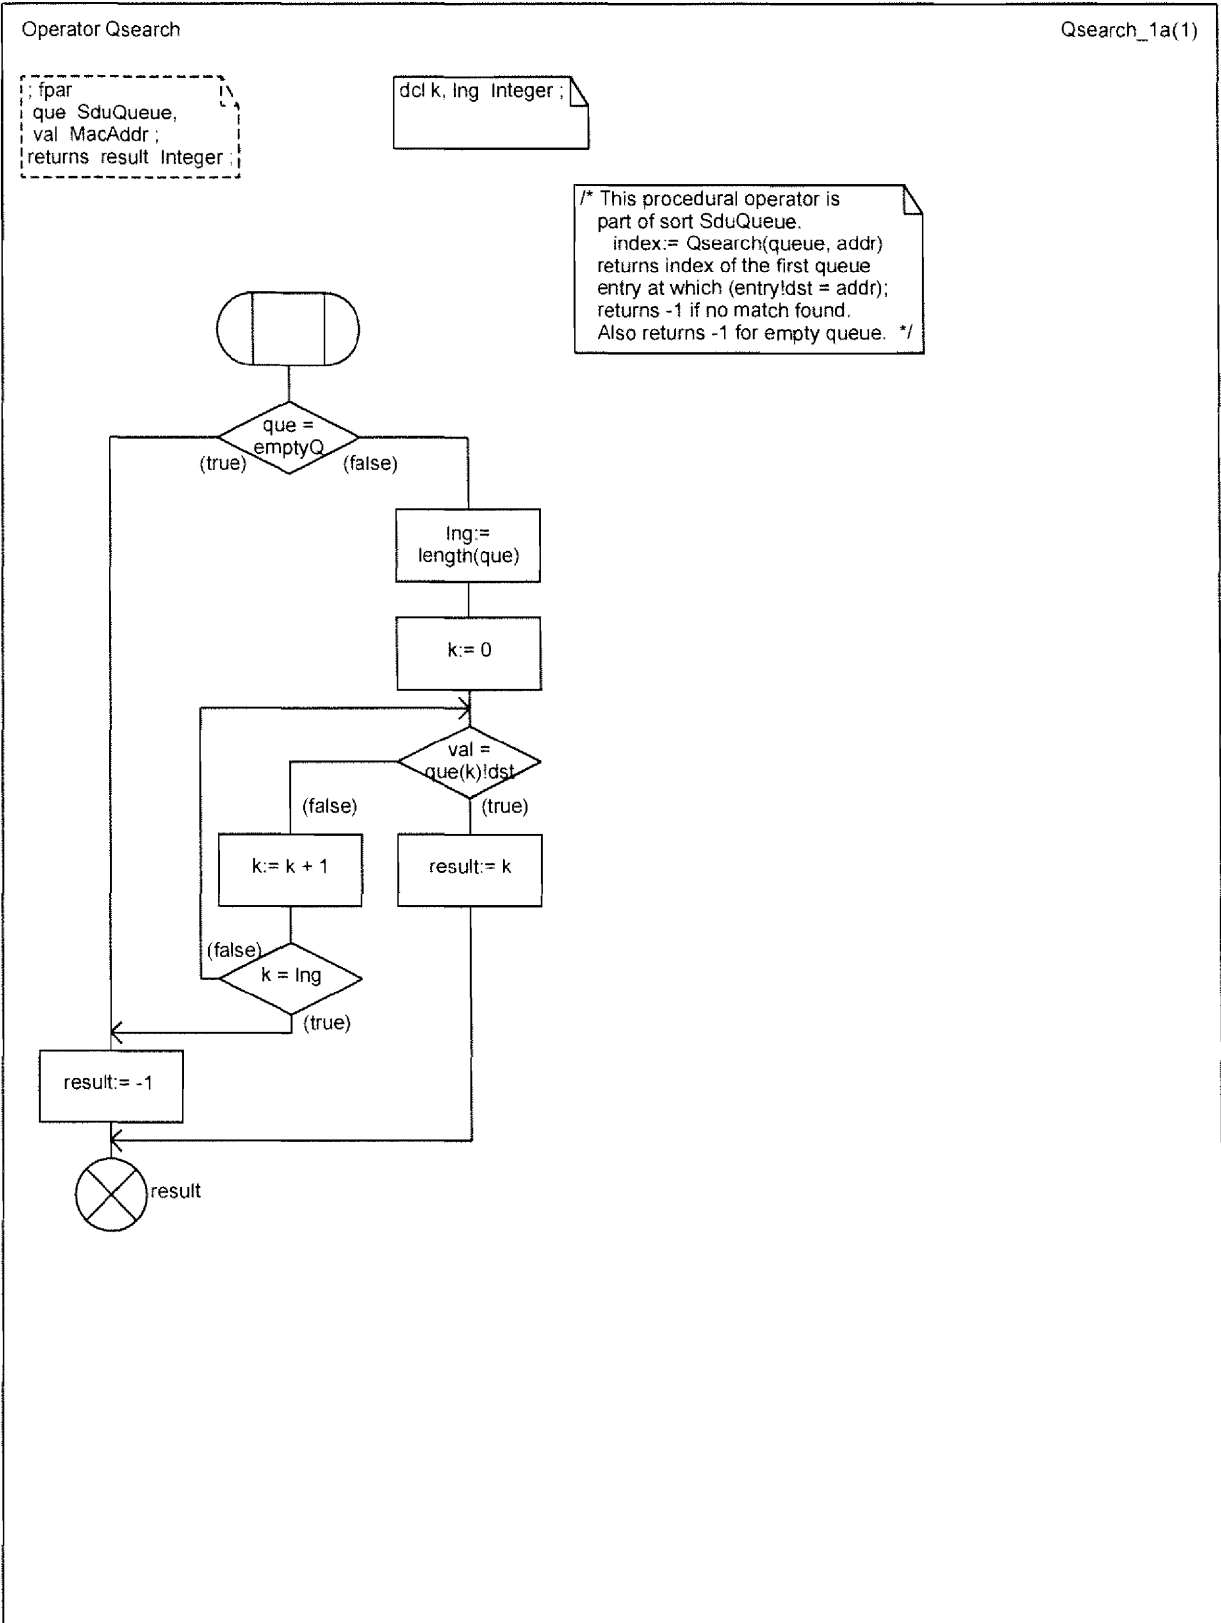 Operator Qsearch
Qsearch_1a(1)
; fpar
que SduQueue,
val MacAddr ;
returns result Integer ;
dcl k, lng Integer ;
/* This procedural operator is
part of sort SduQueue.
index:= Qsearch(queue, addr)
returns index of the first queue
entry at which (entry!dst = addr);
returns -1 if no match found.
Also returns -1 for empty queue. */
que =
emptyQ
(true)
(false)
lng:=
length(que)
k:= 0
val =
que(k)!dst
(false)
(true)
k:= k + 1
result:= k
(false)
k = lng
(true)
result:= -1
result